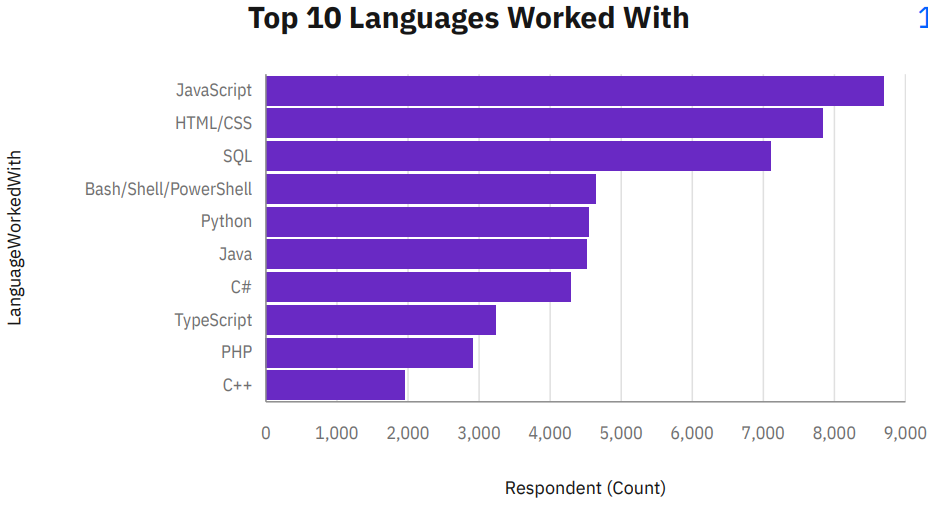 Top 10 Languages Worked With
1
LanguageWorkedWith
JavaScript
HTML/CSS
SQL
Bash/Shell/PowerShell
Python
Java
C#
TypeScript
PHP
C++
0 1,000 2,000 3,000 4,000 5,000 6,000 7,000 8,000 9,000
Respondent (Count)